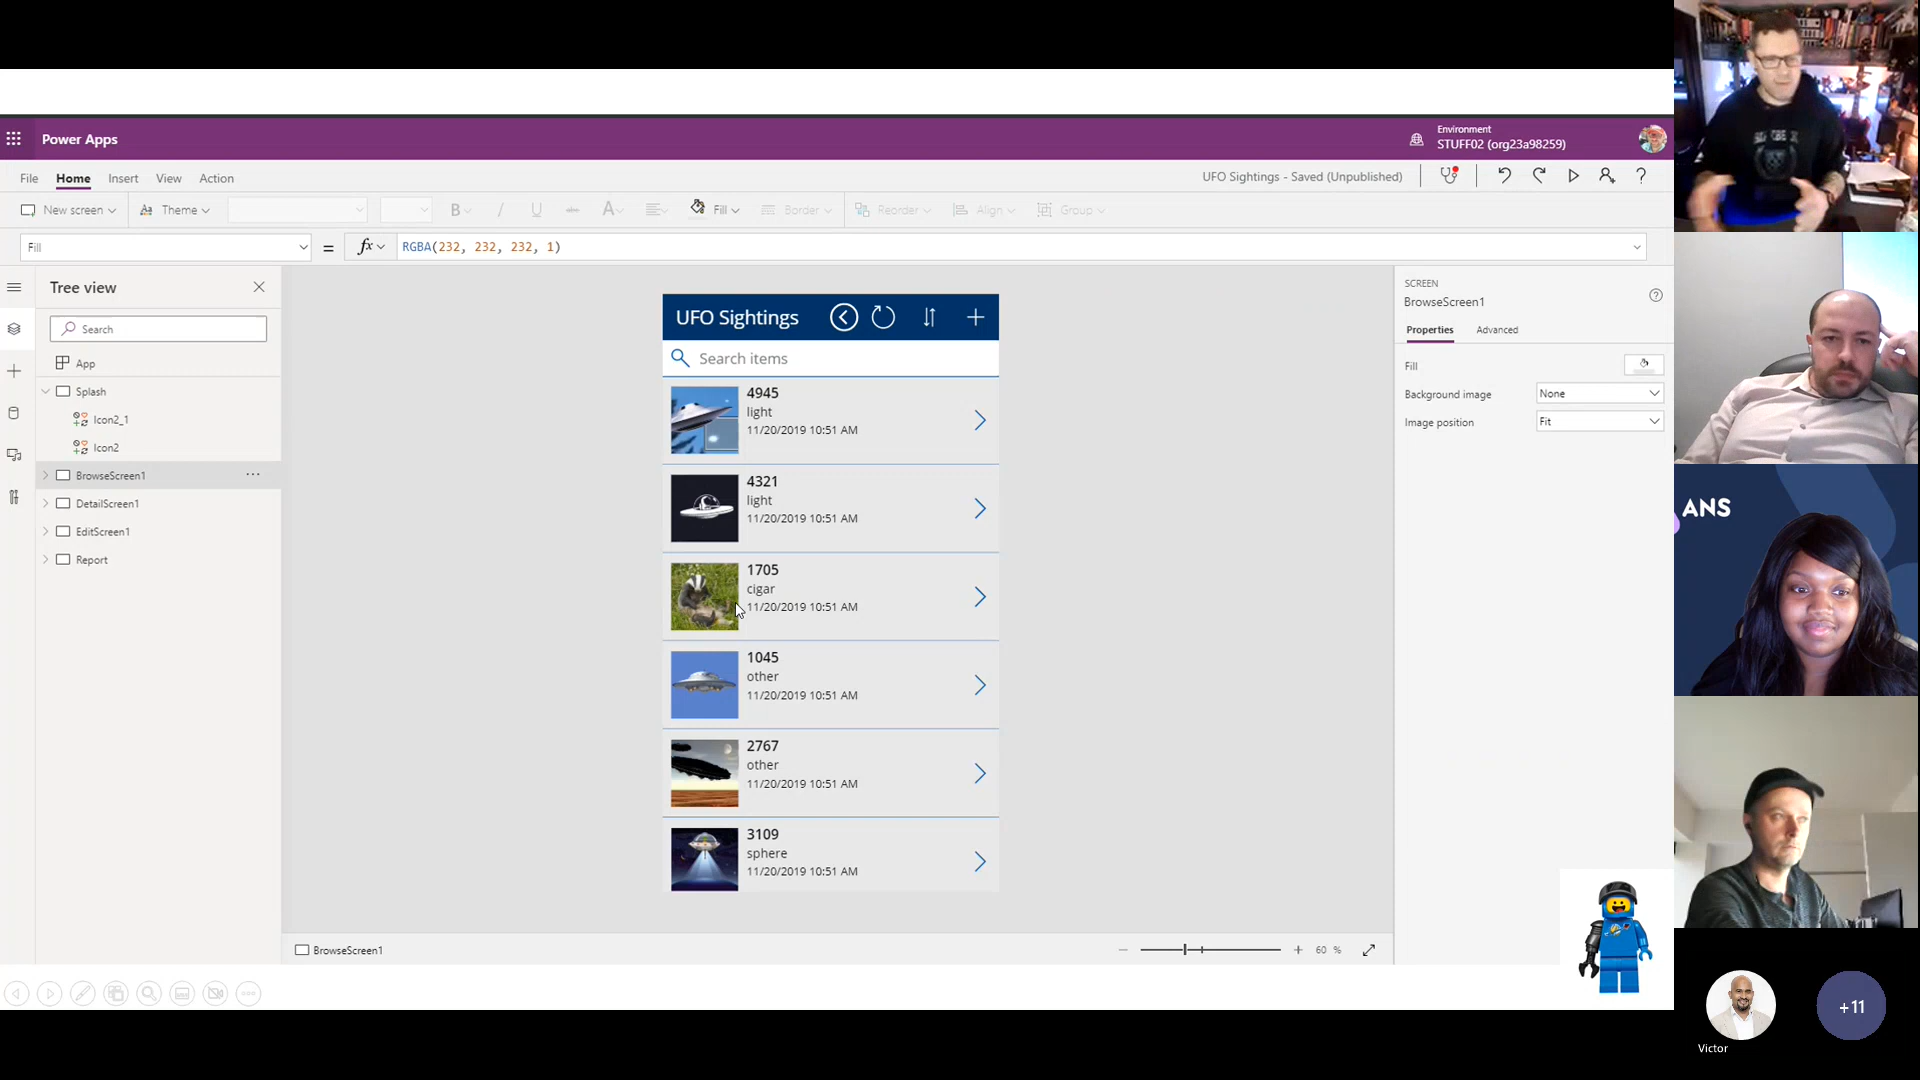 Power Apps
Environment
STUFF02 (org23a98259)
File Home Insert View Action
UFO Sightings - Saved (Unpublished)
New screen Theme B I U abc A Fill Border Reorder Align Group
Fill = fx RGBA(232, 232, 232, 1)
Tree view
Search
App
Splash
Icon2_1
Icon2
BrowseScreen1
DetailScreen1
EditScreen1
Report
UFO Sightings
Search items
4945
light
11/20/2019 10:51 AM
4321
light
11/20/2019 10:51 AM
1705
cigar
11/20/2019 10:51 AM
1045
other
11/20/2019 10:51 AM
2767
other
11/20/2019 10:51 AM
3109
sphere
11/20/2019 10:51 AM
SCREEN
BrowseScreen1
Properties Advanced
Fill
Background image None
Image position Fit
BrowseScreen1
60 %
ANS
Victor
+11